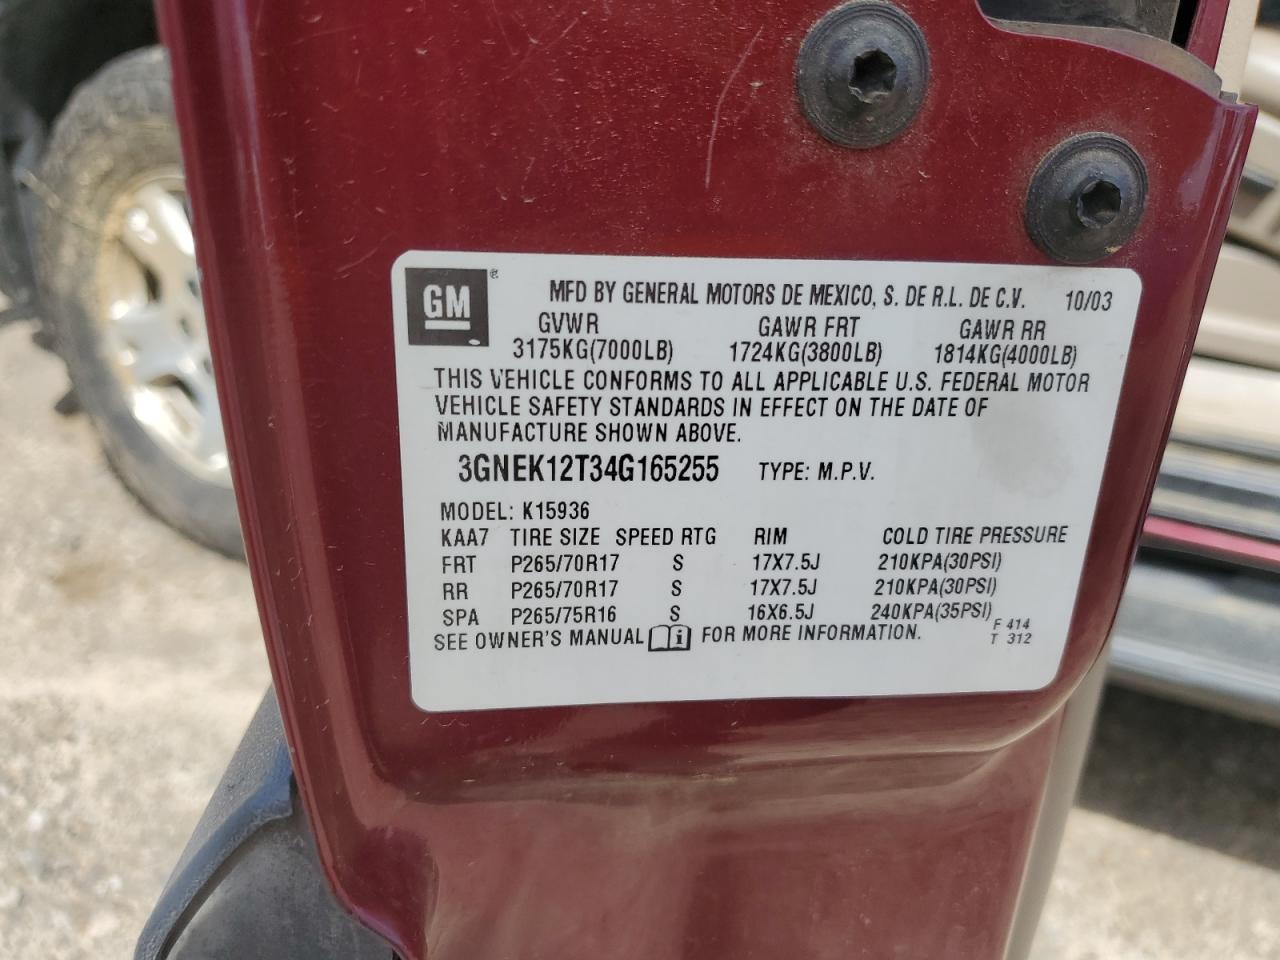 GM ® MFD BY GENERAL MOTORS DE MEXICO, S. DE R.L. DE C.V. 10/03
GVWR GAWR FRT GAWR RR
3175KG(7000LB) 1724KG(3800LB) 1814KG(4000LB)
THIS VEHICLE CONFORMS TO ALL APPLICABLE U.S. FEDERAL MOTOR
VEHICLE SAFETY STANDARDS IN EFFECT ON THE DATE OF
MANUFACTURE SHOWN ABOVE.
3GNEK12T34G165255 TYPE: M.P.V.
MODEL: K15936
KAA7 TIRE SIZE SPEED RTG RIM COLD TIRE PRESSURE
FRT P265/70R17 S 17X7.5J 210KPA(30PSI)
RR P265/70R17 S 17X7.5J 210KPA(30PSI)
SPA P265/75R16 S 16X6.5J 240KPA(35PSI)
SEE OWNER'S MANUAL i FOR MORE INFORMATION.
F 414
T 312